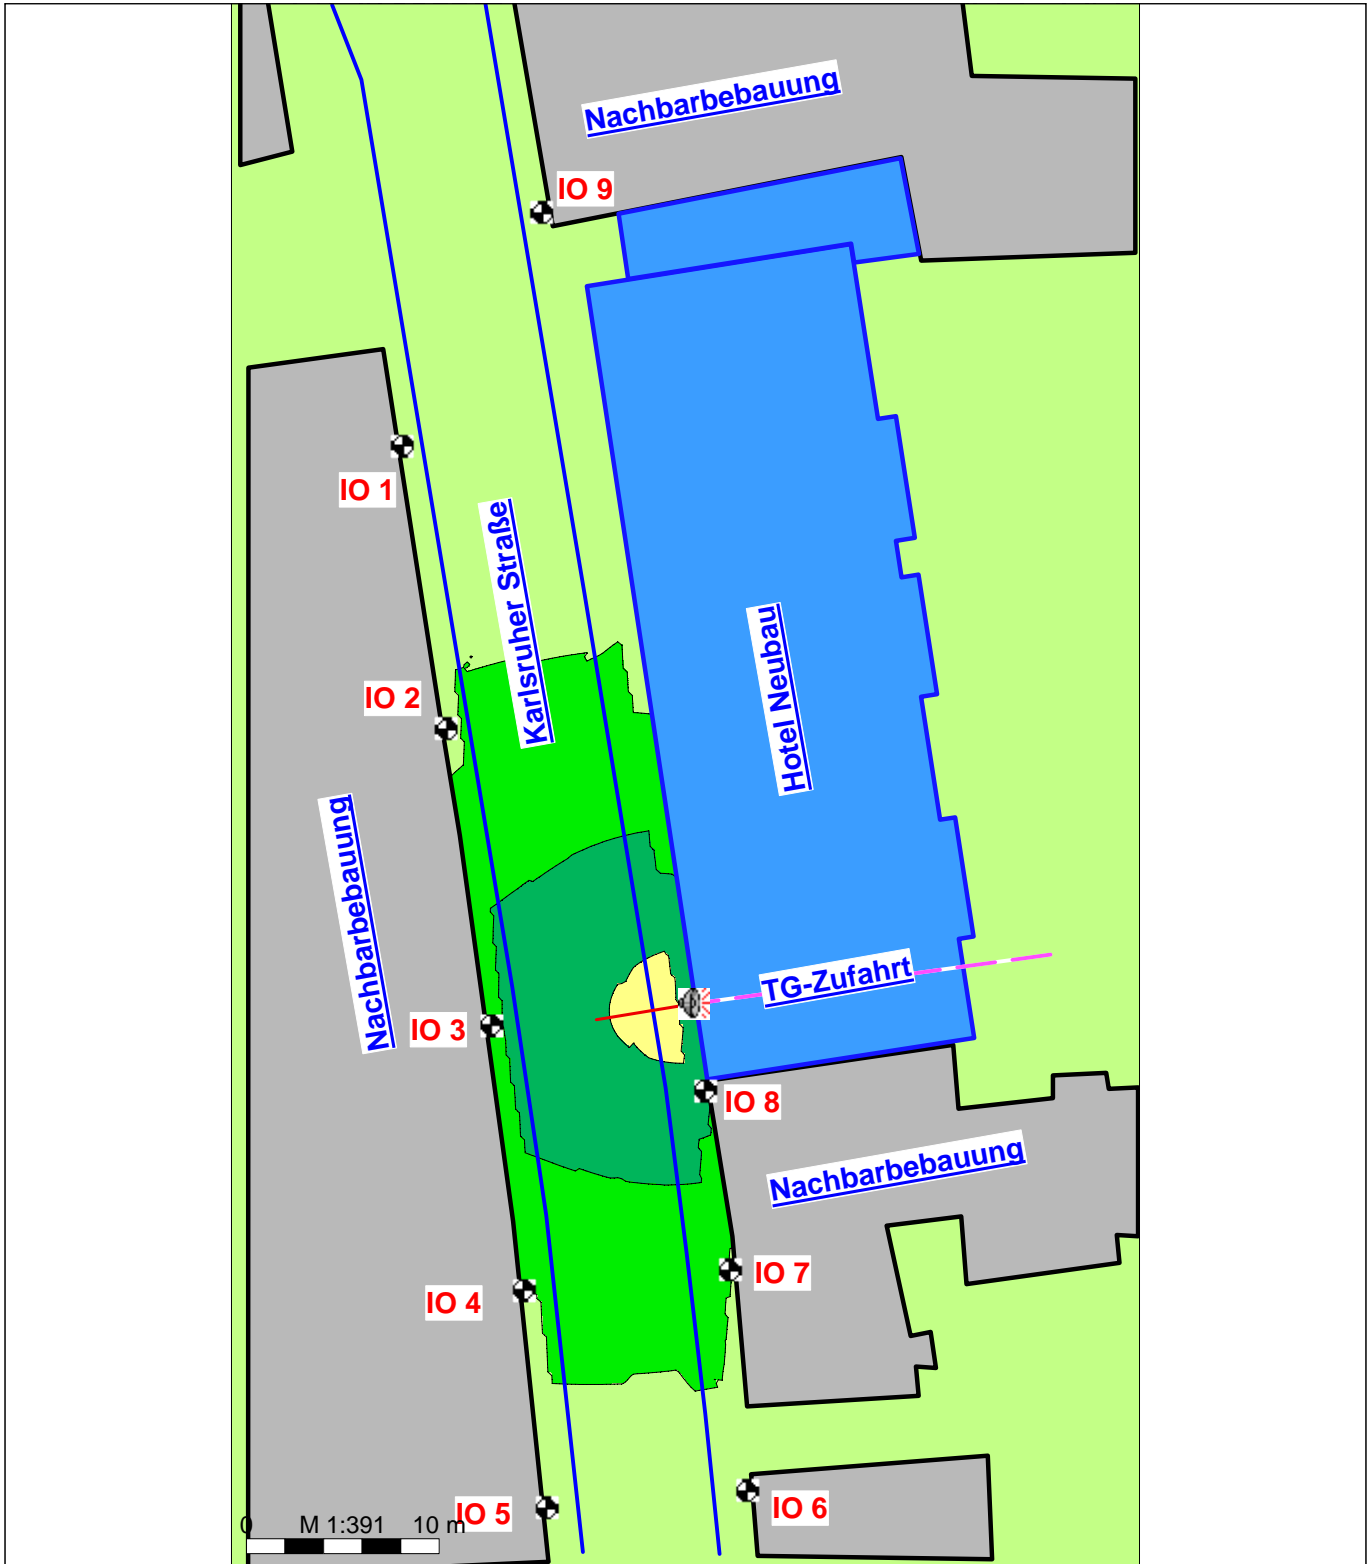 Nachbarbebauung
IO 9
IO 1
Karlsruher Straße
Hotel Neubau
IO 2
Nachbarbebauung
TG-Zufahrt
IO 3
IO 8
Nachbarbebauung
IO 7
IO 4
IO 6
IO 5
0 M 1:391 10 m